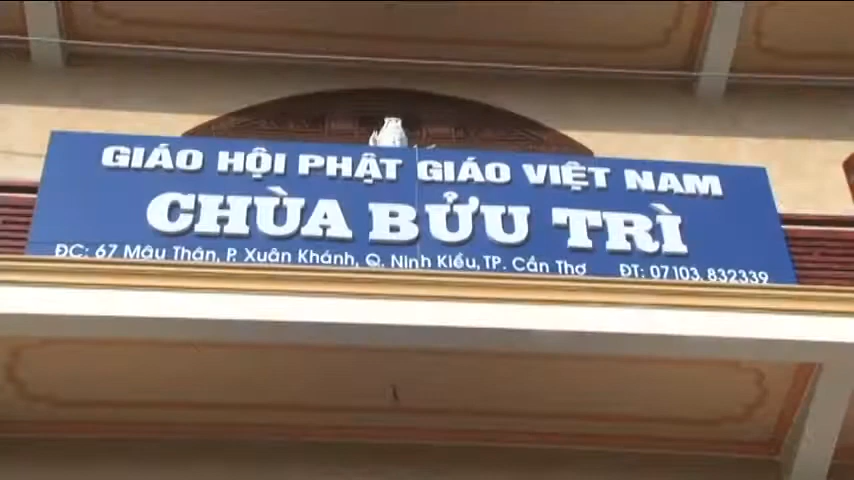 GIÁO HỘI PHẬT GIÁO VIỆT NAM
CHÙA BỬU TRÌ
ĐC: 67 Mậu Thân, P. Xuân Khánh, Q. Ninh Kiều, TP. Cần Thơ ĐT: 07103.832339